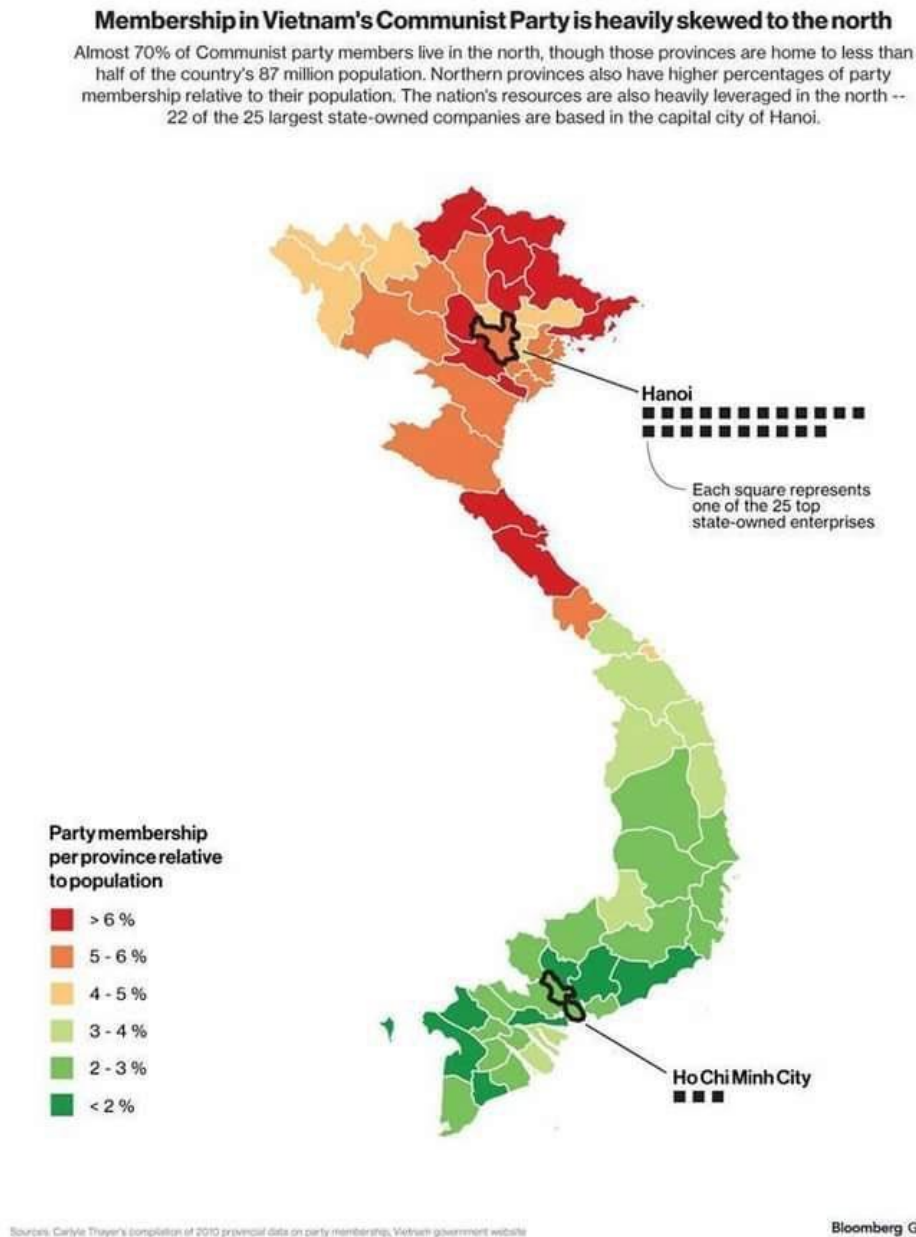 Membership in Vietnam's Communist Party is heavily skewed to the north
Almost 70% of Communist party members live in the north, though those provinces are home to less than
half of the country's 87 million population. Northern provinces also have higher percentages of party
membership relative to their population. The nation's resources are also heavily leveraged in the north --
22 of the 25 largest state-owned companies are based in the capital city of Hanoi.
Hanoi
Each square represents
one of the 25 top
state-owned enterprises
Party membership
per province relative
to population
> 6 %
5 - 6 %
4 - 5 %
3 - 4 %
2 - 3 %
< 2 %
Ho Chi Minh City
Sources: Carlyle Thayer's compilation of 2010 provincial data on party membership, Vietnam government website
Bloomberg G